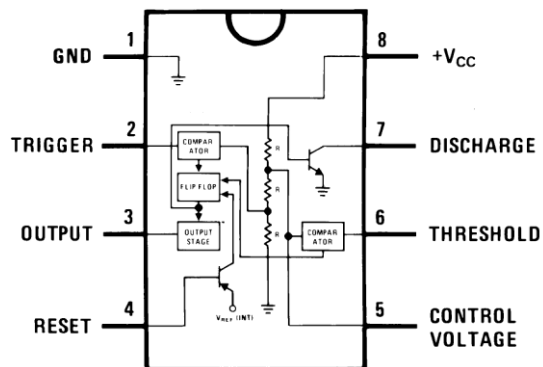 1
GND
8
+VCC
2
TRIGGER
COMPAR
ATOR
R
7
DISCHARGE
FLIP FLOP
R
3
OUTPUT
OUTPUT
STAGE
R
COMPAR
ATOR
6
THRESHOLD
4
RESET
VREF (INT)
5
CONTROL
VOLTAGE